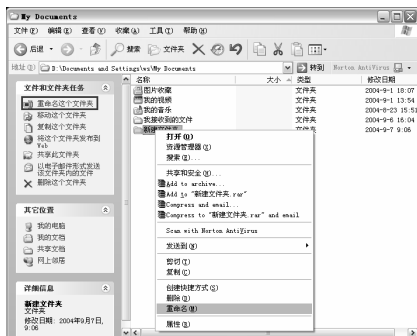 My Documents
文件(F) 编辑(E) 查看(V) 收藏(A) 工具(T) 帮助(H)
后退 搜索 文件夹
地址(D) D:\Documents and Settings\ws\My Documents 转到 Norton AntiVirus
名称 大小 类型 修改日期
文件和文件夹任务
重命名这个文件夹
移动这个文件夹
复制这个文件夹
将这个文件夹发布到
Web
共享此文件夹
以电子邮件形式发送
该文件夹内的文件
删除这个文件夹
其它位置
我的电脑
我的文档
共享文档
网上邻居
详细信息
新建文件夹
文件夹
修改日期: 2004年9月7日,
9:06
图片收藏 文件夹 2004-9-1 18:07
我的视频 文件夹 2004-9-1 13:54
我的音乐 文件夹 2004-8-23 15:51
我接收到的文件 文件夹 2004-9-6 16:04
新建文件夹 文件夹 2004-9-7 9:06
打开(O)
资源管理器(X)
搜索(E)...
共享和安全(H)...
Add to archive...
Add to "新建文件夹.rar"
Compress and email...
Compress to "新建文件夹.rar" and email
Scan with Norton AntiVirus
发送到(N)
剪切(T)
复制(C)
创建快捷方式(S)
删除(D)
重命名(M)
属性(R)